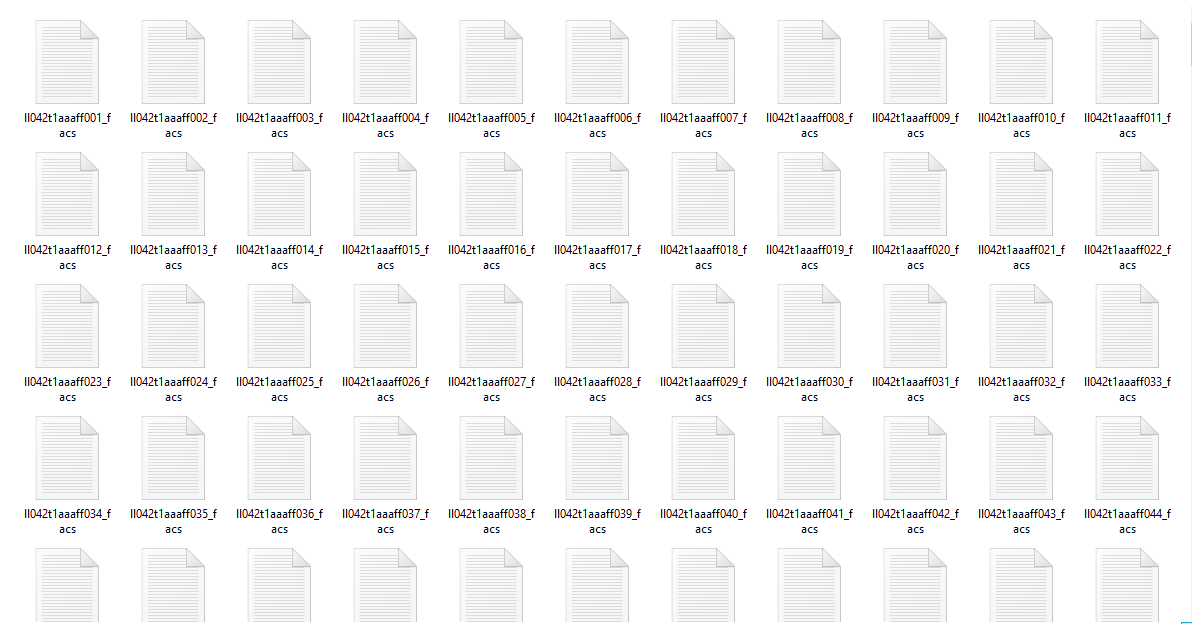 ll042t1aaaff001_f
acs
ll042t1aaaff002_f
acs
ll042t1aaaff003_f
acs
ll042t1aaaff004_f
acs
ll042t1aaaff005_f
acs
ll042t1aaaff006_f
acs
ll042t1aaaff007_f
acs
ll042t1aaaff008_f
acs
ll042t1aaaff009_f
acs
ll042t1aaaff010_f
acs
ll042t1aaaff011_f
acs
ll042t1aaaff012_f
acs
ll042t1aaaff013_f
acs
ll042t1aaaff014_f
acs
ll042t1aaaff015_f
acs
ll042t1aaaff016_f
acs
ll042t1aaaff017_f
acs
ll042t1aaaff018_f
acs
ll042t1aaaff019_f
acs
ll042t1aaaff020_f
acs
ll042t1aaaff021_f
acs
ll042t1aaaff022_f
acs
ll042t1aaaff023_f
acs
ll042t1aaaff024_f
acs
ll042t1aaaff025_f
acs
ll042t1aaaff026_f
acs
ll042t1aaaff027_f
acs
ll042t1aaaff028_f
acs
ll042t1aaaff029_f
acs
ll042t1aaaff030_f
acs
ll042t1aaaff031_f
acs
ll042t1aaaff032_f
acs
ll042t1aaaff033_f
acs
ll042t1aaaff034_f
acs
ll042t1aaaff035_f
acs
ll042t1aaaff036_f
acs
ll042t1aaaff037_f
acs
ll042t1aaaff038_f
acs
ll042t1aaaff039_f
acs
ll042t1aaaff040_f
acs
ll042t1aaaff041_f
acs
ll042t1aaaff042_f
acs
ll042t1aaaff043_f
acs
ll042t1aaaff044_f
acs